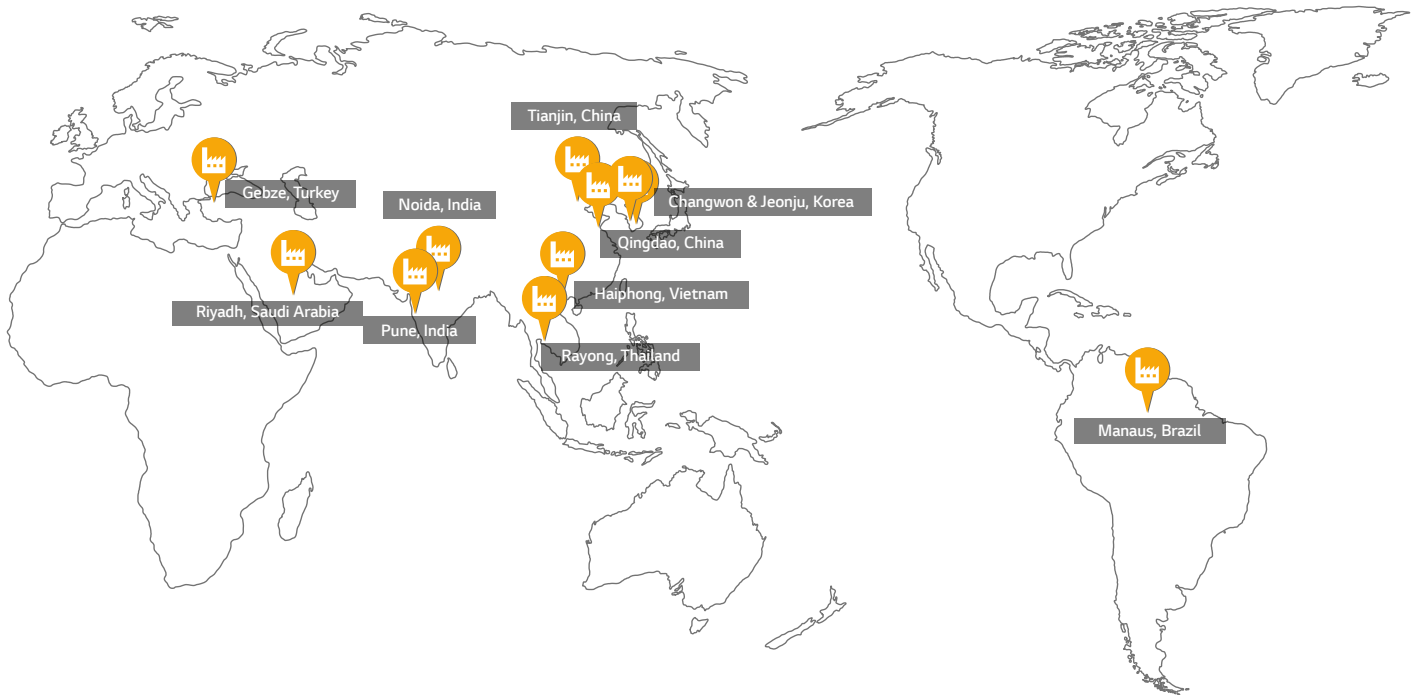 Tianjin, China
Gebze, Turkey
Changwon & Jeonju, Korea
Noida, India
Qingdao, China
Haiphong, Vietnam
Riyadh, Saudi Arabia
Pune, India
Rayong, Thailand
Manaus, Brazil